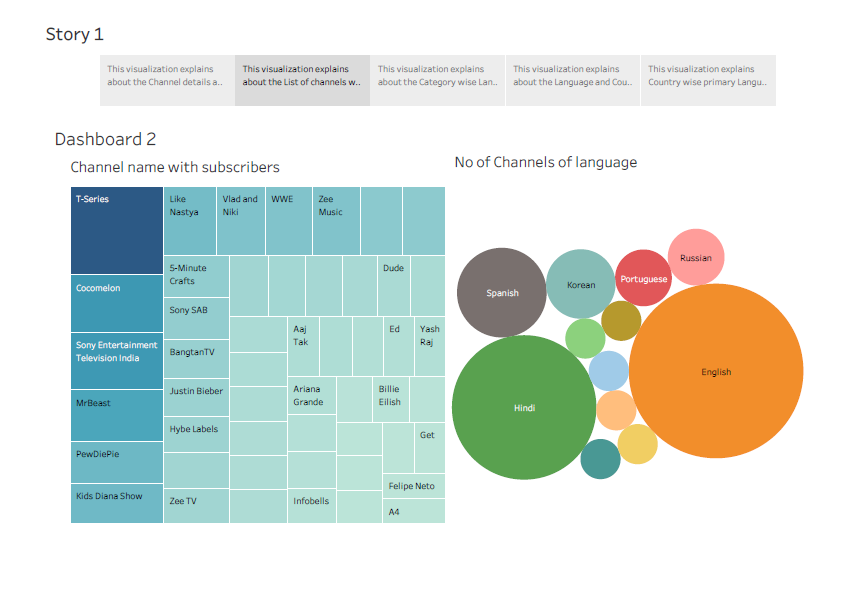 Story 1
This visualization explains
about the Channel details a..
This visualization explains
about the List of channels w..
This visualization explains
about the Category wise Lan..
This visualization explains
about the Language and Cou..
This visualization explains
Country wise primary Langu..
Dashboard 2
Channel name with subscribers
T-Series
Cocomelon
Sony Entertainment
Television India
MrBeast
PewDiePie
Kids Diana Show
Like
Nastya
Vlad and
Niki
WWE
Zee
Music
5-Minute
Crafts
Sony SAB
BangtanTV
Justin Bieber
Hybe Labels
Zee TV
Dude
Aaj
Tak
Ed
Yash
Raj
Ariana
Grande
Billie
Eilish
Get
Infobells
Felipe Neto
A4
No of Channels of language
Spanish
Korean
Portuguese
Russian
Hindi
English